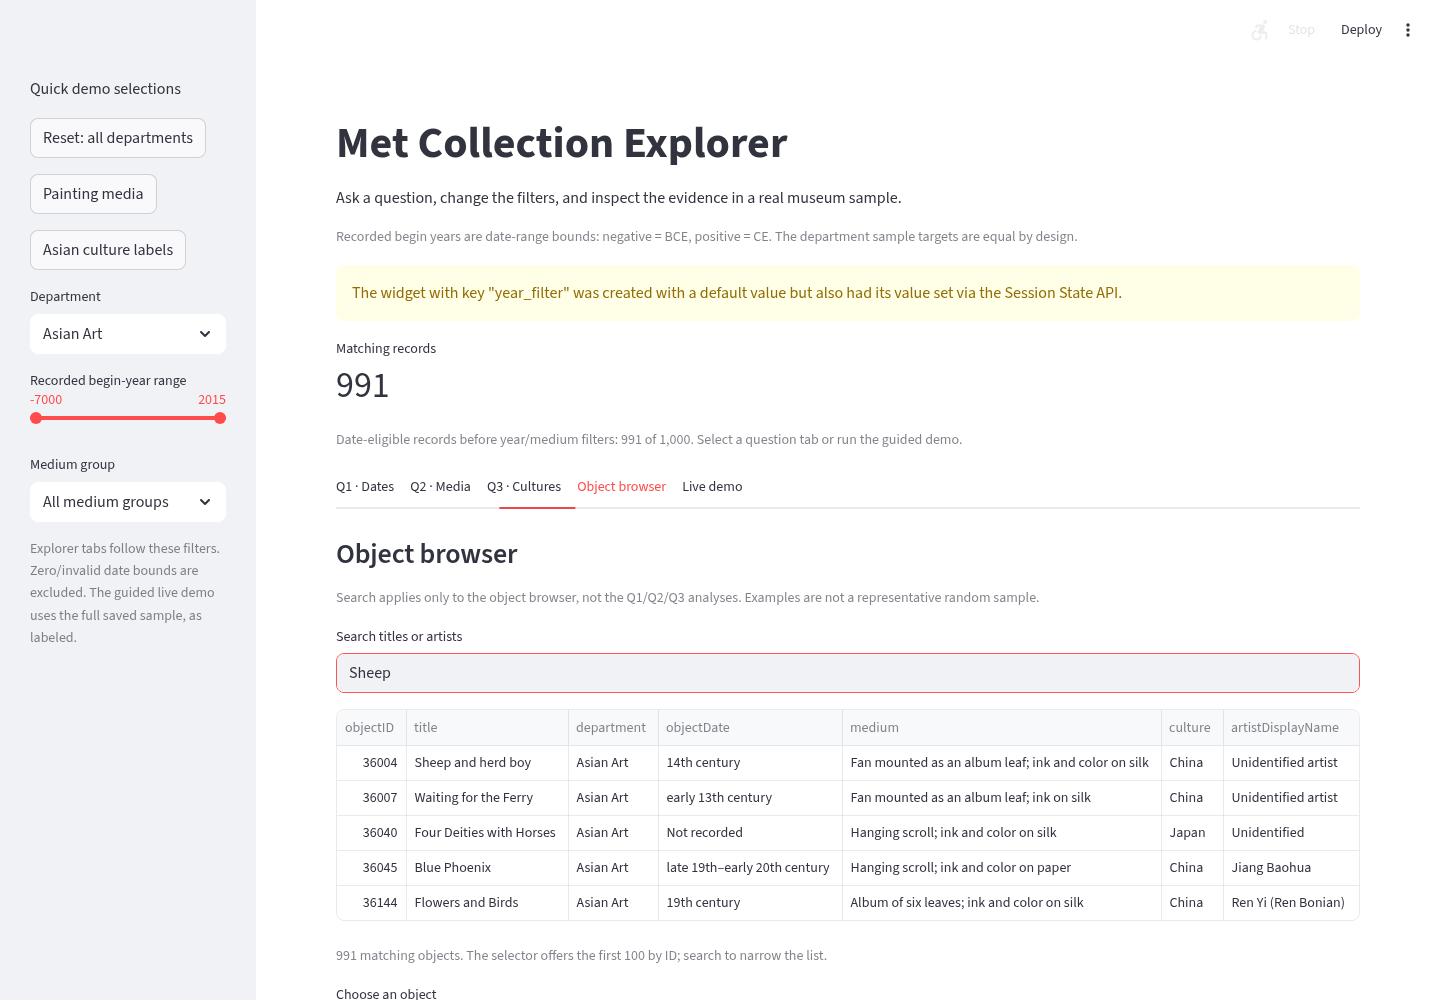 Stop
Deploy
Quick demo selections
Reset: all departments
Painting media
Asian culture labels
Department
Asian Art
Recorded begin-year range
-7000 2015
Medium group
All medium groups
Explorer tabs follow these filters.
Zero/invalid date bounds are
excluded. The guided live demo
uses the full saved sample, as
labeled.
Met Collection Explorer
Ask a question, change the filters, and inspect the evidence in a real museum sample.
Recorded begin years are date-range bounds: negative = BCE, positive = CE. The department sample targets are equal by design.
The widget with key "year_filter" was created with a default value but also had its value set via the Session State API.
Matching records
991
Date-eligible records before year/medium filters: 991 of 1,000. Select a question tab or run the guided demo.
Q1 · Dates Q2 · Media Q3 · Cultures Object browser Live demo
Object browser
Search applies only to the object browser, not the Q1/Q2/Q3 analyses. Examples are not a representative random sample.
Search titles or artists
Sheep
objectID title department objectDate medium culture artistDisplayName
36004 Sheep and herd boy Asian Art 14th century Fan mounted as an album leaf; ink and color on silk China Unidentified artist
36007 Waiting for the Ferry Asian Art early 13th century Fan mounted as an album leaf; ink on silk China Unidentified artist
36040 Four Deities with Horses Asian Art Not recorded Hanging scroll; ink and color on silk Japan Unidentified
36045 Blue Phoenix Asian Art late 19th–early 20th century Hanging scroll; ink and color on paper China Jiang Baohua
36144 Flowers and Birds Asian Art 19th century Album of six leaves; ink and color on silk China Ren Yi (Ren Bonian)
991 matching objects. The selector offers the first 100 by ID; search to narrow the list.
Choose an object